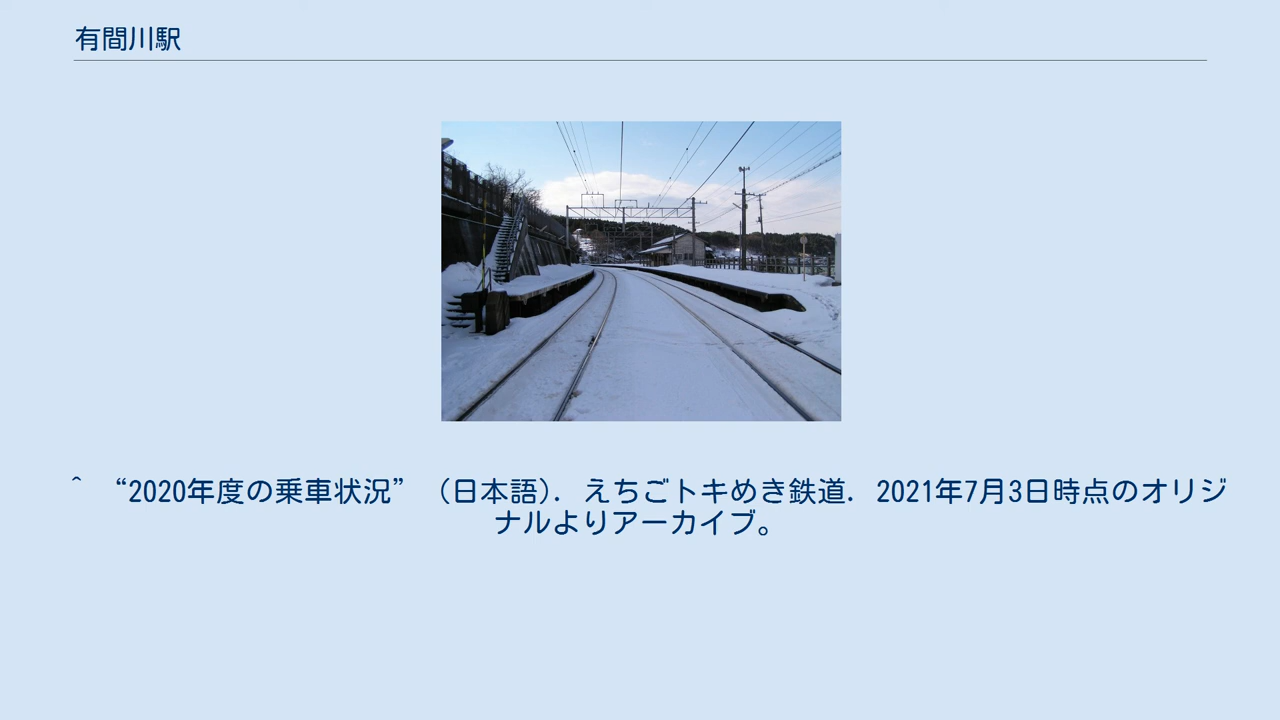 有間川駅
^ “2020年度の乗車状況” （日本語）. えちごトキめき鉄道. 2021年7月3日時点のオリジ
ナルよりアーカイブ。